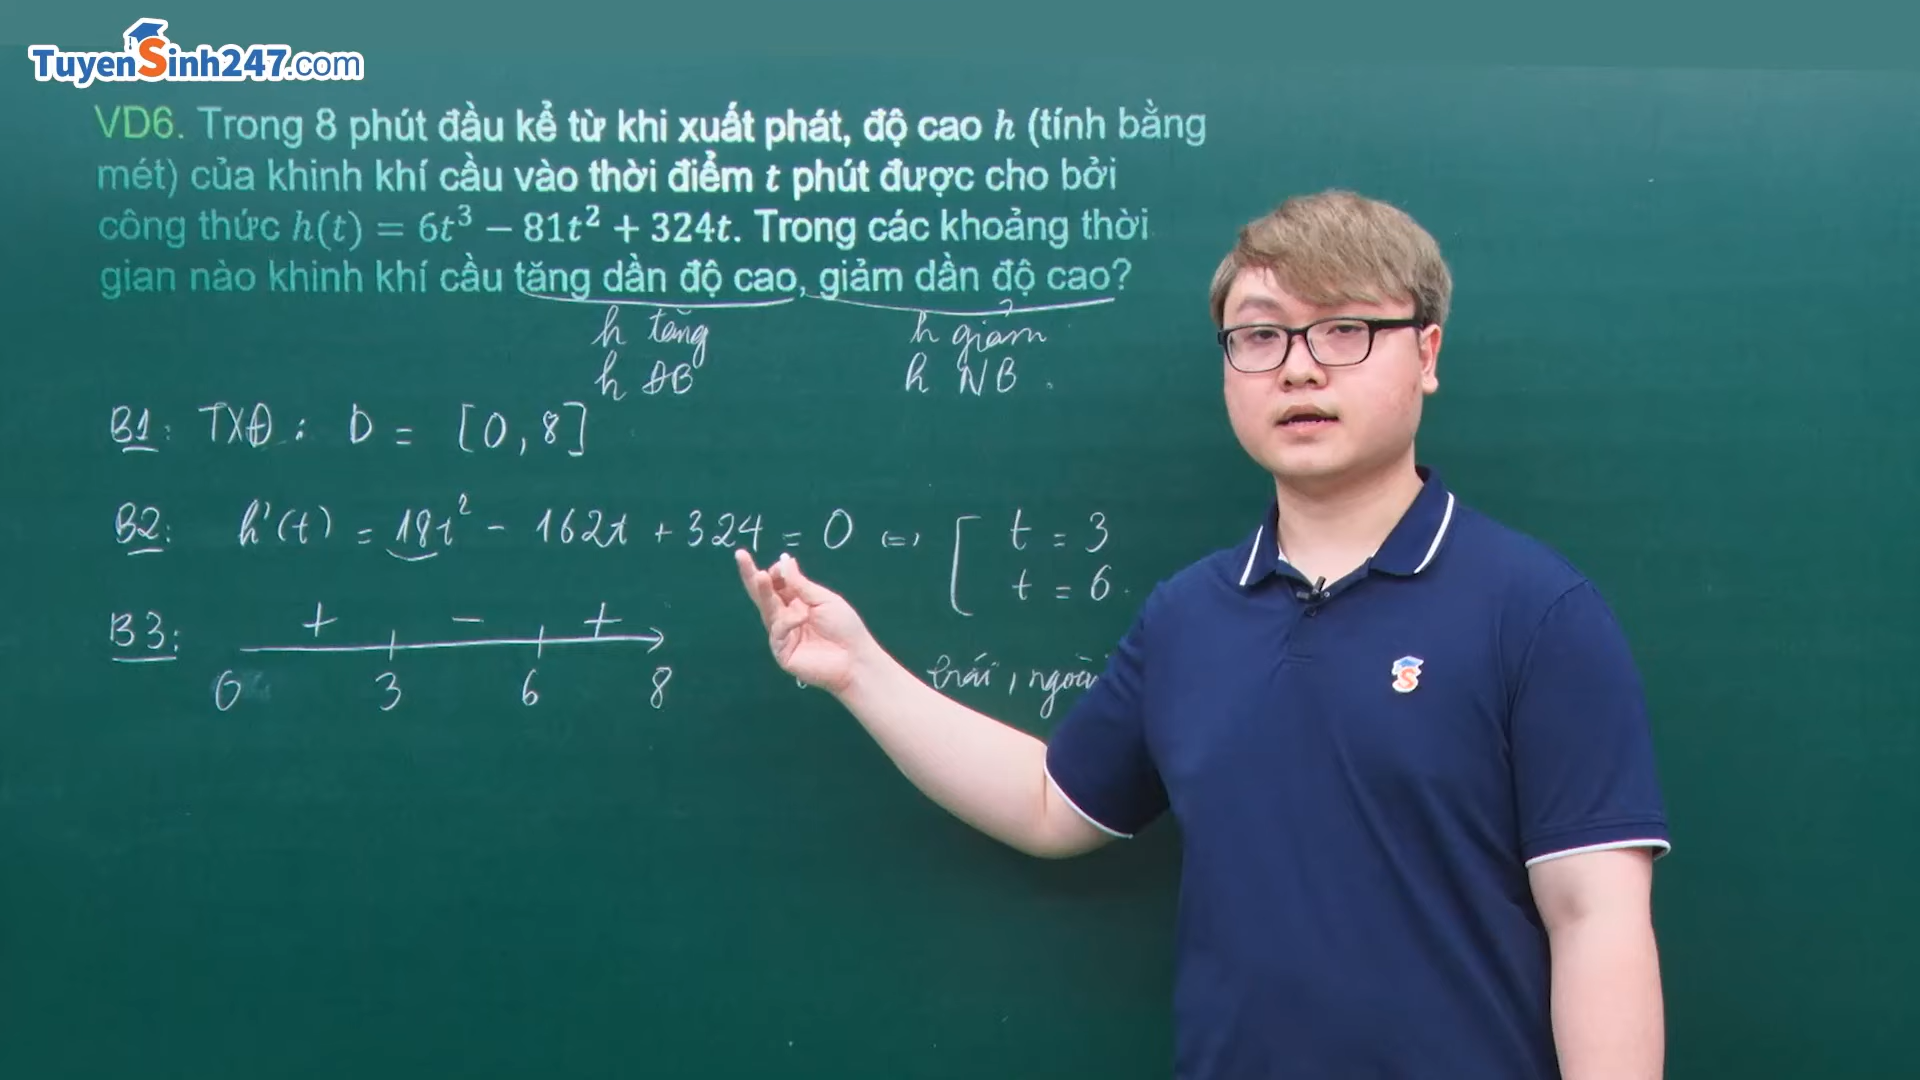 TuyenSinh247.com
VD6. Trong 8 phút đầu kể từ khi xuất phát, độ cao h (tính bằng
mét) của khinh khí cầu vào thời điểm t phút được cho bởi
công thức h(t) = 6t³ − 81t² + 324t. Trong các khoảng thời
gian nào khinh khí cầu tăng dần độ cao, giảm dần độ cao?
h tăng h giảm
h ĐB h NB.
B1: TXĐ: D = [0, 8]
B2: h'(t) = 18t² - 162t + 324 = 0 <=> [ t = 3
t = 6.
B3: + - +
0 3 6 8
trái, ngoài
S